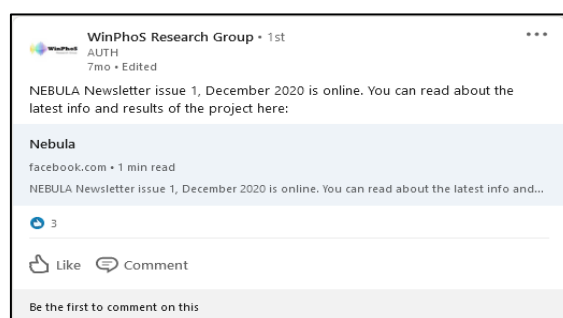 WinPhoS
WinPhoS Research Group • 1st
AUTH
7mo • Edited
NEBULA Newsletter issue 1, December 2020 is online. You can read about the
latest info and results of the project here:
Nebula
facebook.com • 1 min read
NEBULA Newsletter issue 1, December 2020 is online. You can read about the latest info and...
3
Like Comment
Be the first to comment on this